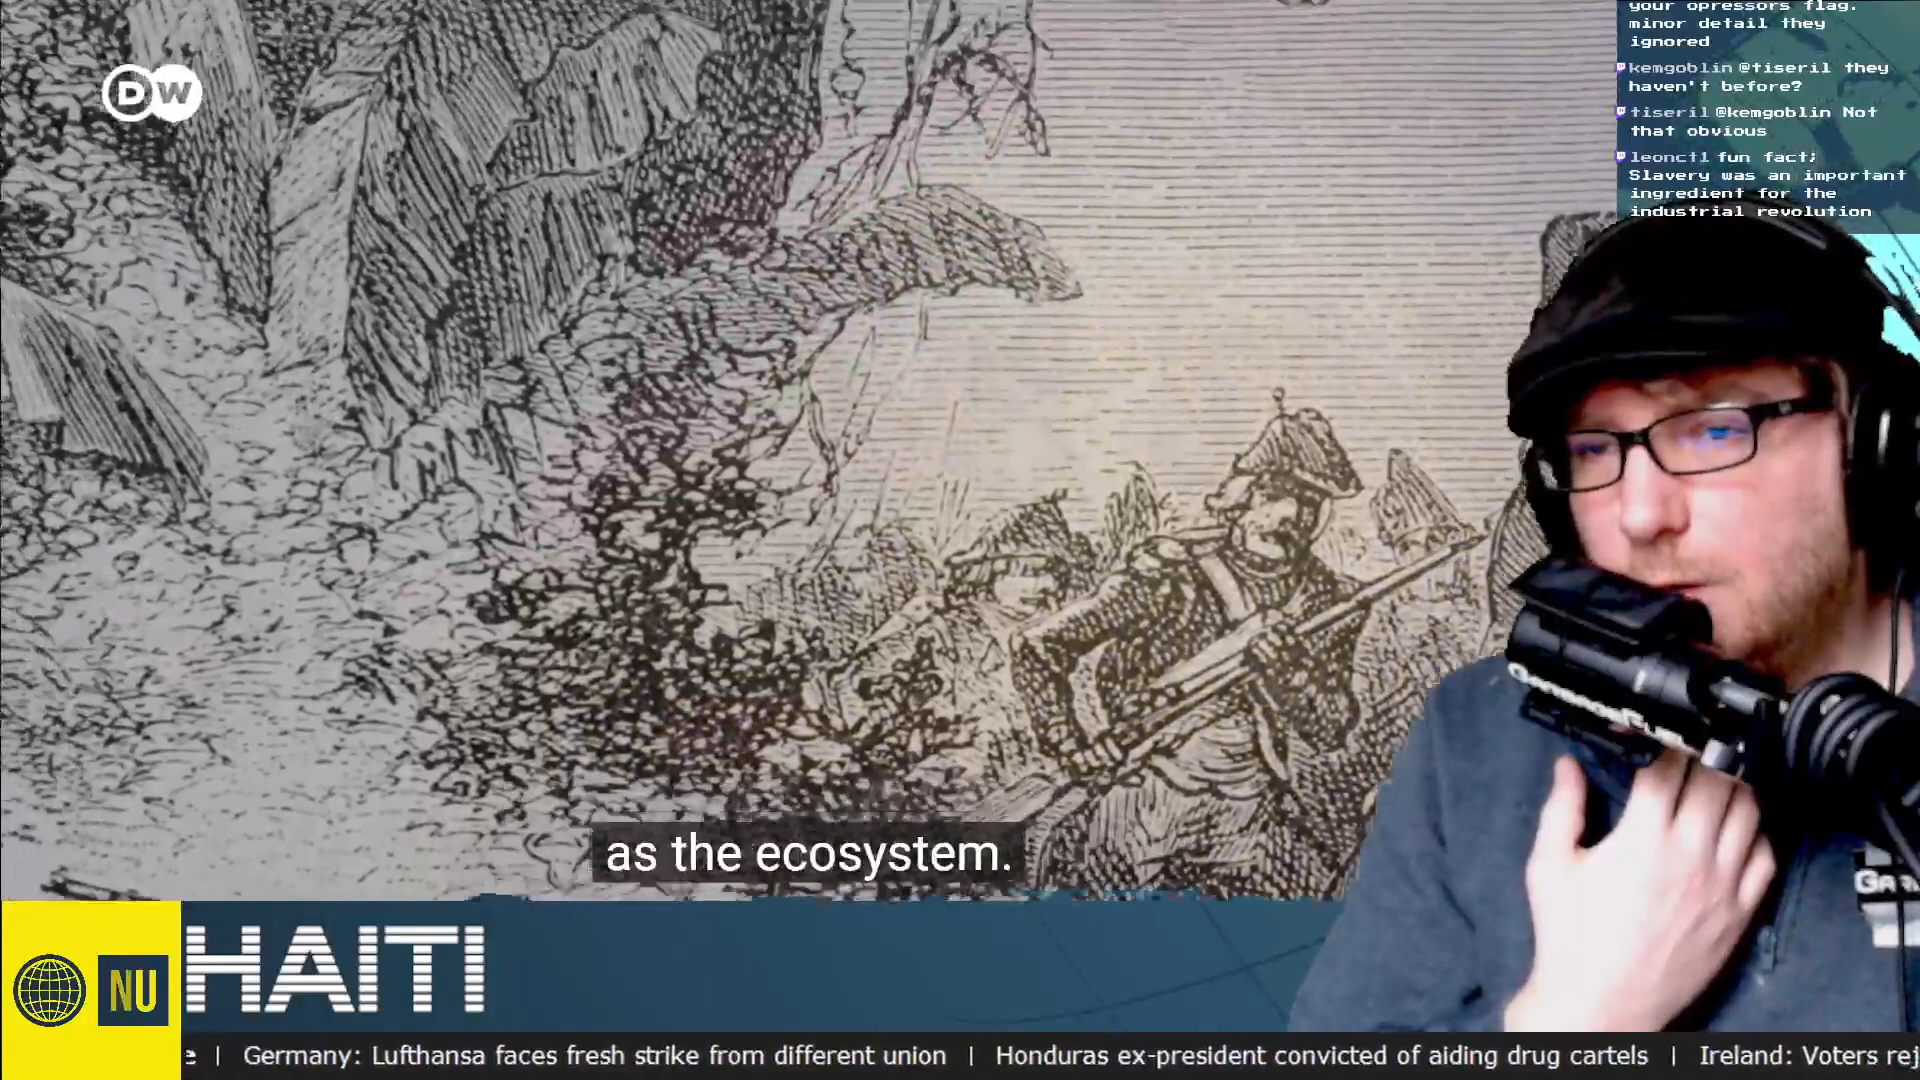 DW
your opressors flag.
minor detail they
ignored
kemgoblin @tiseril they
haven't before?
tiseril @kemgoblin Not
that obvious
leonctl fun fact;
Slavery was an important
ingredient for the
industrial revolution
as the ecosystem.
NU
HAITI
e | Germany: Lufthansa faces fresh strike from different union | Honduras ex-president convicted of aiding drug cartels | Ireland: Voters rej